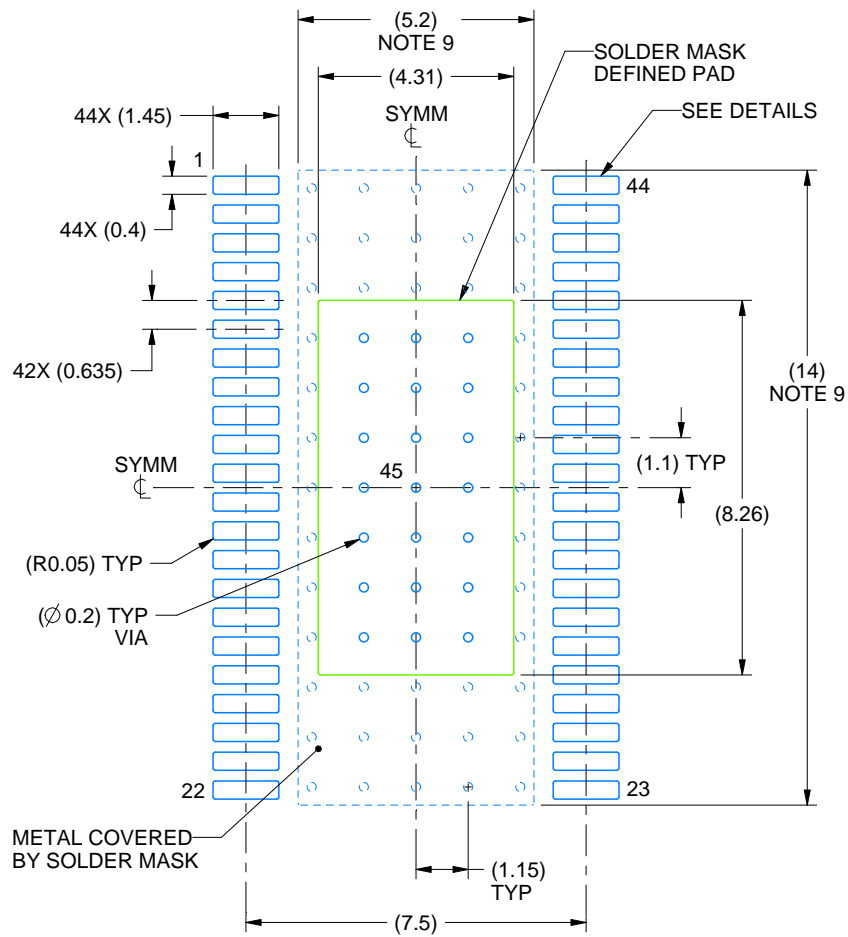 (5.2)
NOTE 9
SOLDER MASK
DEFINED PAD
(4.31)
44X (1.45)
SYMM
SEE DETAILS
1
44
44X (0.4)
42X (0.635)
(14)
NOTE 9
(1.1) TYP
SYMM
45
(8.26)
(R0.05) TYP
(∅ 0.2) TYP
VIA
22
23
METAL COVERED
BY SOLDER MASK
(1.15)
TYP
(7.5)